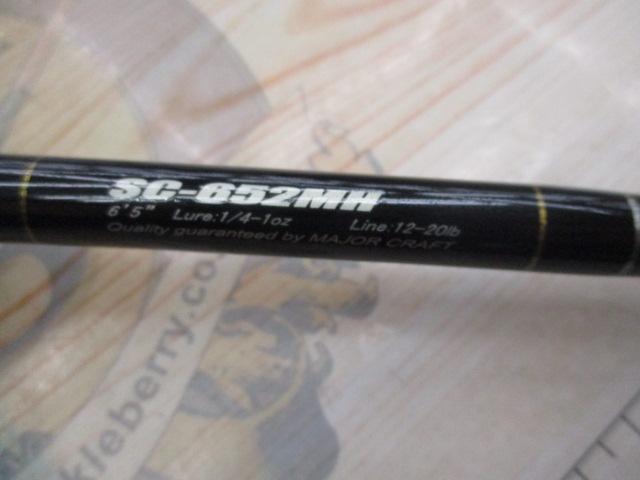 SC-652MH
6'5" Lure:1/4-1oz Line:12-20lb
Quality guaranteed by MAJOR CRAFT
kleberry.co